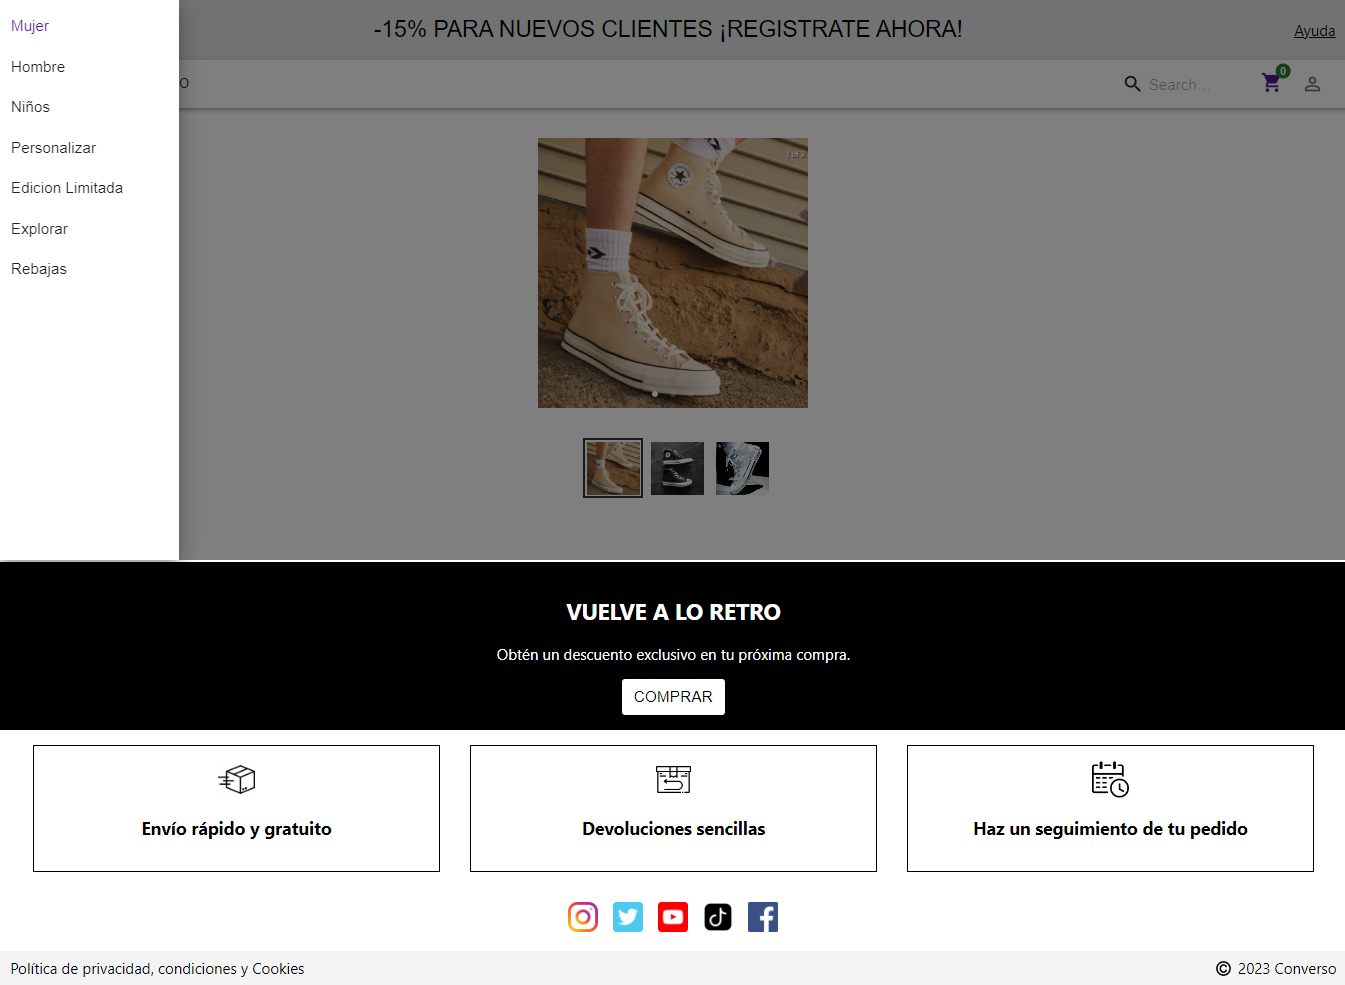 Mujer
Hombre
Niños
Personalizar
Edicion Limitada
Explorar
Rebajas
-15% PARA NUEVOS CLIENTES ¡REGISTRATE AHORA!
Ayuda
O
Search...
0
1 of 3
VUELVE A LO RETRO
Obtén un descuento exclusivo en tu próxima compra.
COMPRAR
Envío rápido y gratuito
Devoluciones sencillas
Haz un seguimiento de tu pedido
Política de privacidad, condiciones y Cookies
© 2023 Converso